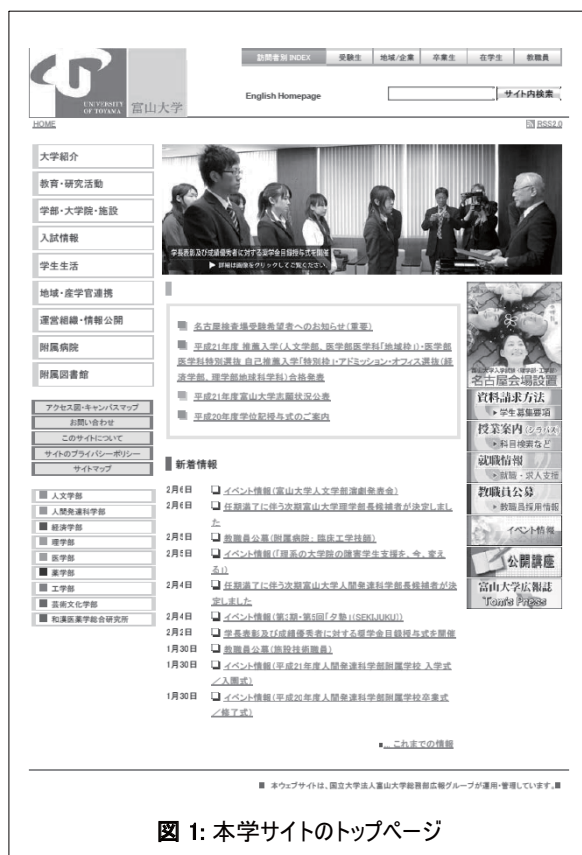 訪問者別 INDEX 受験生 地域/企業 卒業生 在学生 教職員
UNIVERSITY OF TOYAMA
富山大学
English Homepage
サイト内検索
HOME
RSS2.0
大学紹介
教育・研究活動
学部・大学院・施設
入試情報
学生生活
地域・産学官連携
運営組織・情報公開
附属病院
附属図書館
アクセス図・キャンパスマップ
お問い合わせ
このサイトについて
サイトのプライバシーポリシー
サイトマップ
人文学部
人間発達科学部
経済学部
理学部
医学部
薬学部
工学部
芸術文化学部
和漢医薬学総合研究所
学長表彰及び成績優秀者に対する奨学金目録授与式を開催
▶ 詳細は画像をクリックしてご覧ください。
名古屋検査場受験希望者へのお知らせ(重要)
平成21年度 推薦入学(人文学部、医学部医学科「地域枠」)・医学部
医学科特別選抜 自己推薦入学「特別枠」・アドミッション・オフィス選抜(経
済学部、理学部地球科学科)合格発表
平成21年度富山大学志願状況公表
平成20年度学位記授与式のご案内
新着情報
2月6日 イベント情報(富山大学人文学部演劇発表会)
2月6日 任期満了に伴う次期富山大学理学部長候補者が決定しまし
た
2月5日 教職員公募(附属病院:臨床工学技師)
2月5日 イベント情報(「理系の大学院の障害学生支援を、今、変え
る」)
2月4日 任期満了に伴う次期富山大学人間発達科学部長候補者が決
定しました
2月4日 イベント情報(第3期・第5回「夕塾」(SEKIJUKU))
2月2日 学長表彰及び成績優秀者に対する奨学金目録授与式を開催
1月30日 教職員公募(施設技術職員)
1月30日 イベント情報(平成21年度人間発達科学部附属学校 入学式
/入園式)
1月30日 イベント情報(平成20年度人間発達科学部附属学校卒業式
/修了式)
... これまでの情報
名古屋会場設置
資料請求方法
▶学生募集要項
授業案内
▶科目検索など
就職情報
▶就職・求人支援
教職員公募
▶教職員採用情報
イベント情報
公開講座
富山大学広報誌
Tom's Press
■ 本ウェブサイトは、国立大学法人富山大学総務部広報グループが運用・管理しています。■
図 1: 本学サイトのトップページ